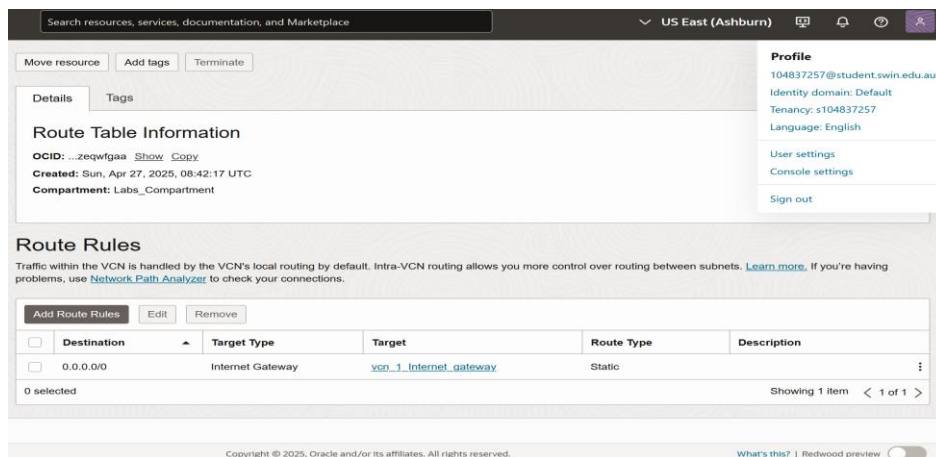 Search resources, services, documentation, and Marketplace
US East (Ashburn)
Move resource Add tags Terminate
Profile
104837257@student.swin.edu.au
Identity domain: Default
Tenancy: s104837257
Language: English
User settings
Console settings
Sign out
Details Tags
Route Table Information
OCID: ...zeqwfgaa Show Copy
Created: Sun, Apr 27, 2025, 08:42:17 UTC
Compartment: Labs_Compartment
Route Rules
Traffic within the VCN is handled by the VCN's local routing by default. Intra-VCN routing allows you more control over routing between subnets. Learn more. If you're having
problems, use Network Path Analyzer to check your connections.
Add Route Rules Edit Remove
Destination Target Type Target Route Type Description
0.0.0.0/0 Internet Gateway vcn_1_Internet_gateway Static
0 selected Showing 1 item < 1 of 1 >
Copyright © 2025, Oracle and/or its affiliates. All rights reserved. What's this? | Redwood preview